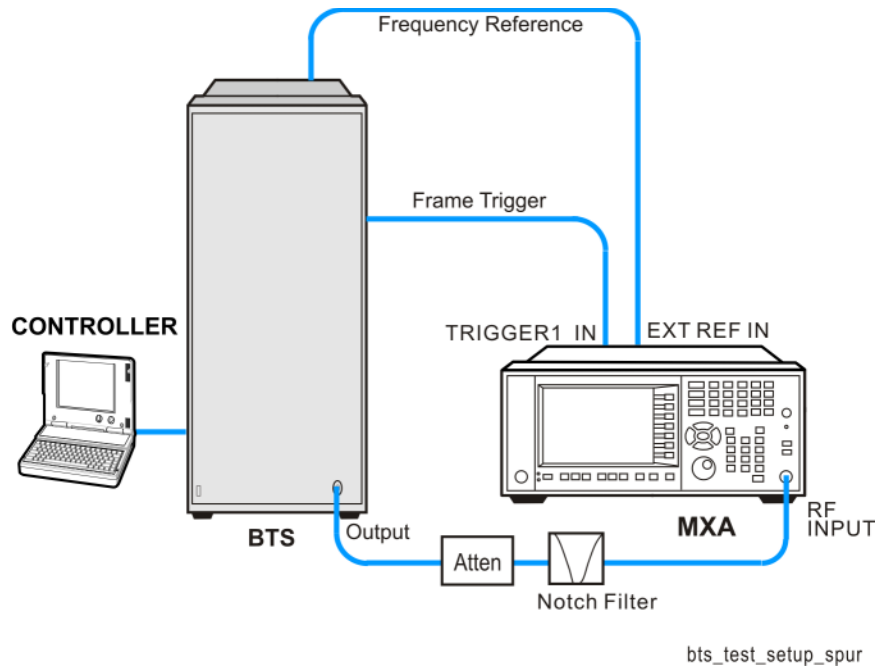 Frequency Reference
Frame Trigger
CONTROLLER
TRIGGER1 IN
EXT REF IN
BTS
Output
Atten
Notch Filter
MXA
RF
INPUT
bts_test_setup_spur